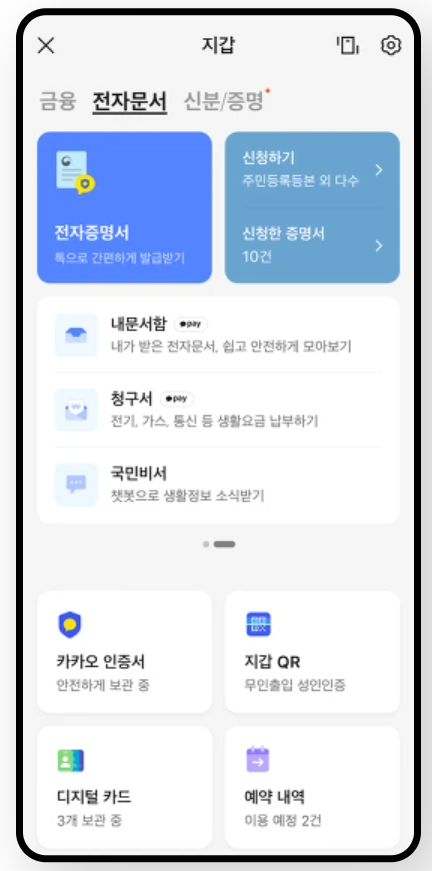 지갑
금융 전자문서 신분/증명
전자증명서
톡으로 간편하게 발급받기
신청하기
주민등록등본 외 다수
신청한 증명서
10건
내문서함 pay
내가 받은 전자문서, 쉽고 안전하게 모아보기
청구서 pay
전기, 가스, 통신 등 생활요금 납부하기
국민비서
챗봇으로 생활정보 소식받기
카카오 인증서
안전하게 보관 중
지갑 QR
무인출입 성인인증
디지털 카드
3개 보관 중
예약 내역
이용 예정 2건